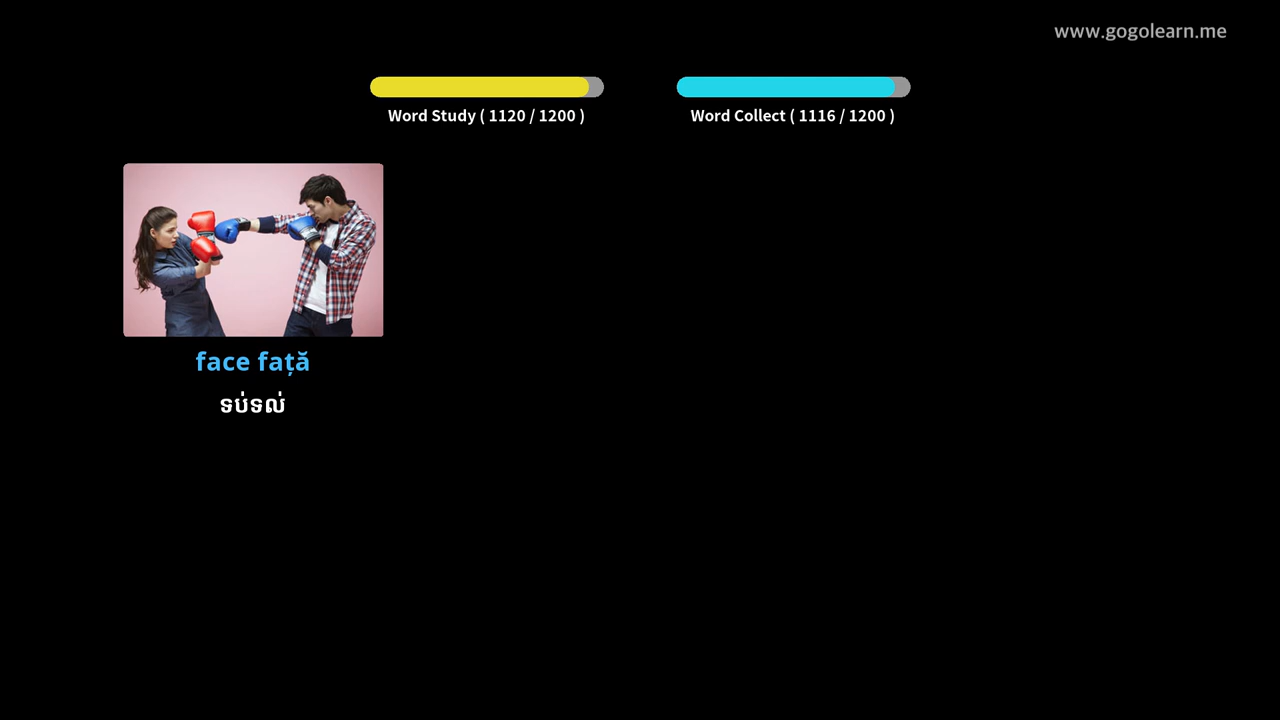 www.gogolearn.me
Word Study ( 1120 / 1200 )
Word Collect ( 1116 / 1200 )
face față
ទប់ទល់